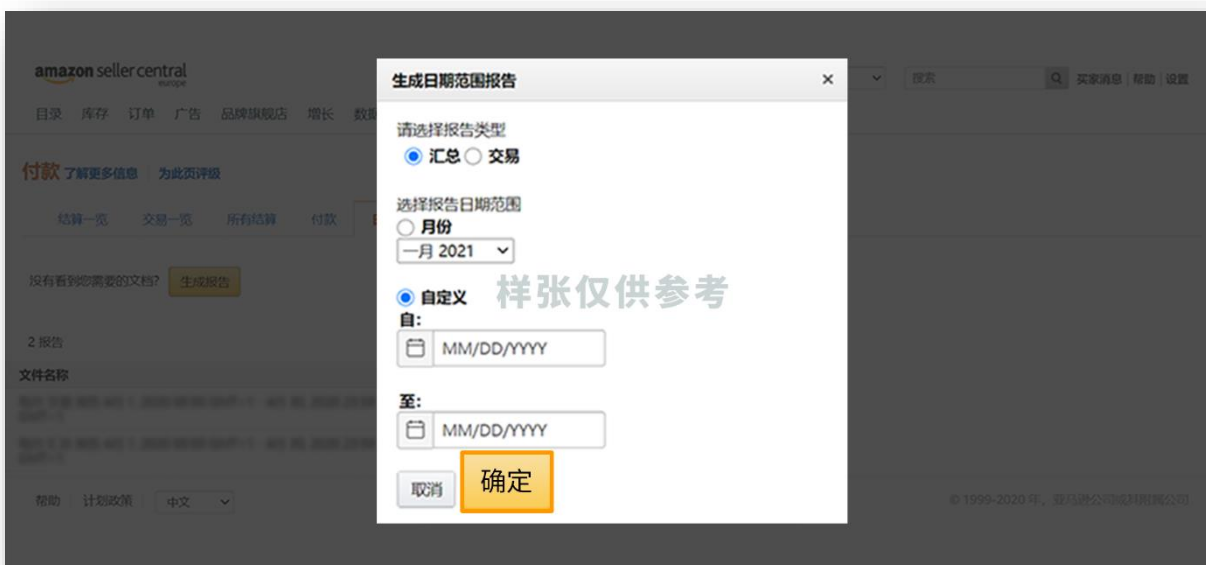 amazon seller central
europe
搜索
买家消息 | 帮助 | 设置
目录 库存 订单 广告 品牌旗舰店 增长 数据
付款 了解更多信息 | 为此页评级
结算一览 交易一览 所有结算 付款
没有看到您需要的文档? 生成报告
2 报告
文件名称
帮助 计划政策 中文
© 1999-2020 年，亚马逊公司或其附属公司
生成日期范围报告 ×
请选择报告类型
汇总 交易
选择报告日期范围
月份
一月 2021
自定义
自:
MM/DD/YYYY
至:
MM/DD/YYYY
取消 确定
样张仅供参考